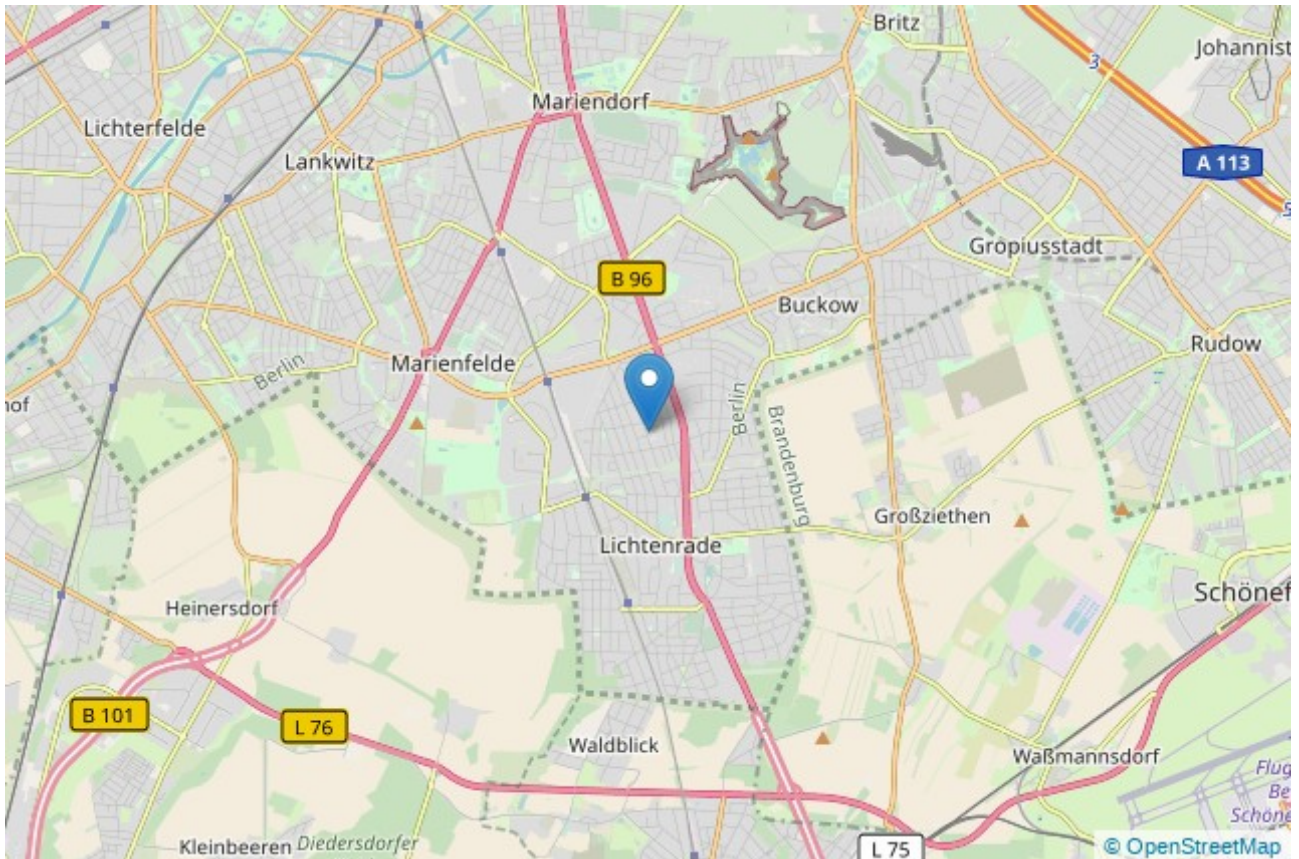 Britz
Johannist
3
Mariendorf
Lichterfelde
Lankwitz
A 113
S
Gropiusstadt
B 96
Buckow
Rudow
Marienfelde
Berlin
hof
Berlin
Brandenburg
Großziethen
Lichtenrade
Schönef
Heinersdorf
B 101
L 76
Waldblick
Waßmannsdorf
Flug
Be
Schöne
Kleinbeeren
Diedersdorfer
L 75
© OpenStreetMap